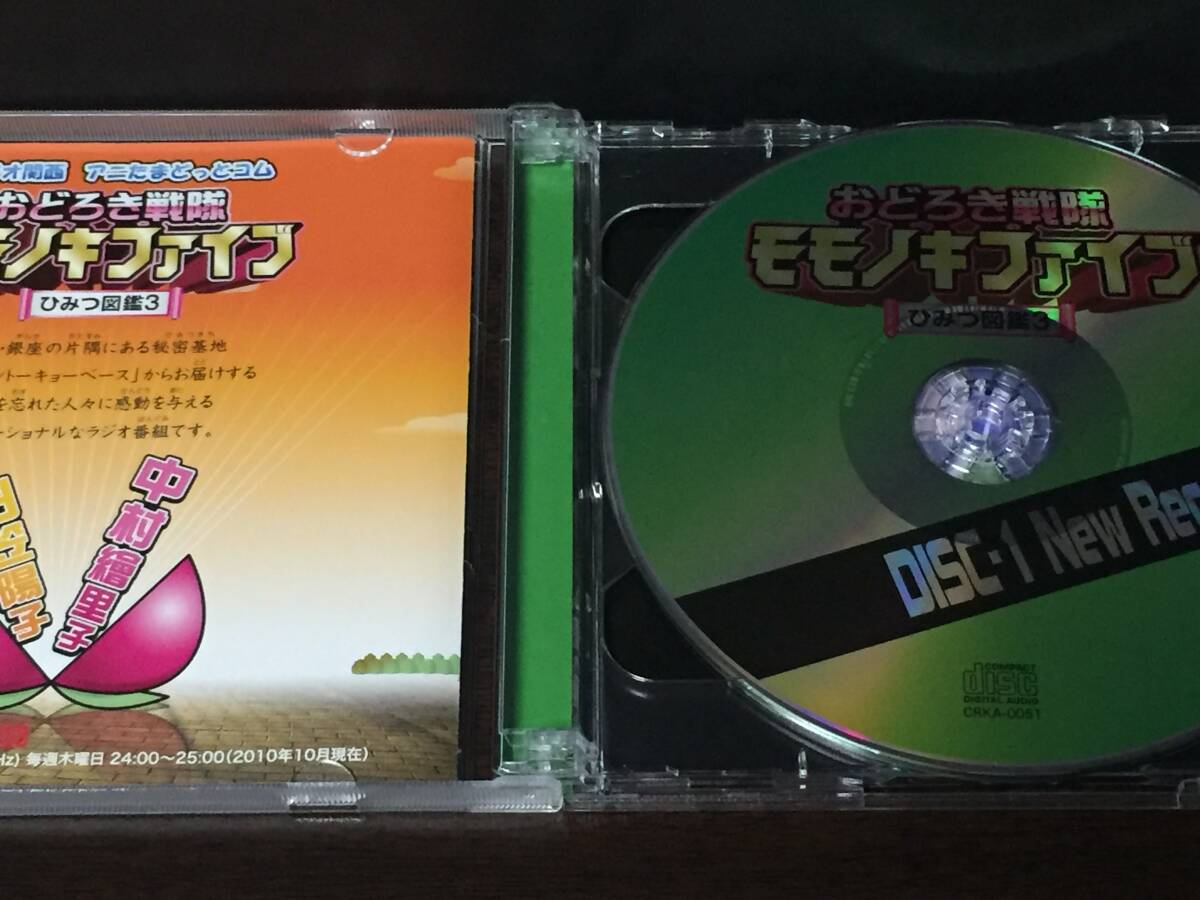 オ関西 アニたまどっとコム
おどろき戦隊
モノキファイブ
ひみつ図鑑3
・銀座の片隅にある秘密基地
ントーキョーベース」からお届けする
を忘れた人々に感動を与える
ーショナルなラジオ番組です。
中村繪里子
笠陽子
Hz) 毎週木曜日 24:00～25:00(2010年10月現在)
おどろき戦隊
モモノキファイブ
ひみつ図鑑3
DISC-1 New Rec
COMPACT
disc
DIGITAL AUDIO
CRKA-0051